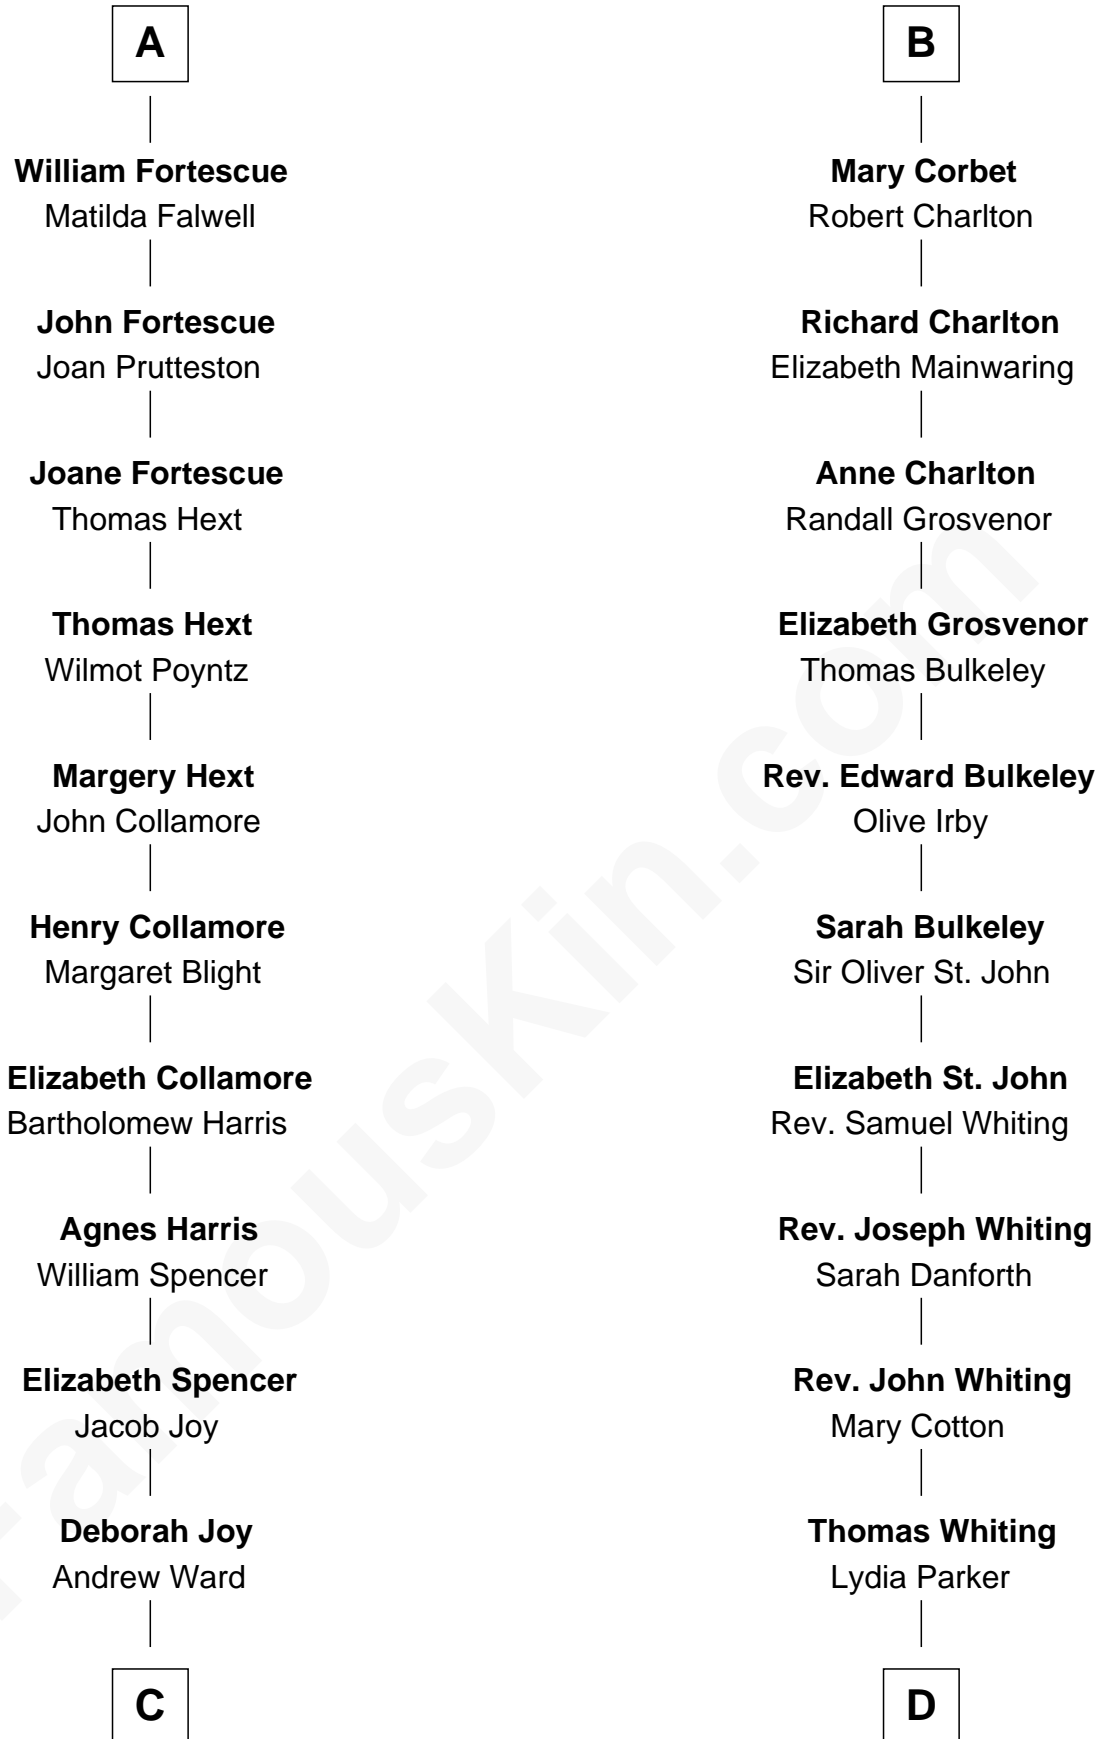 A
William Fortescue
Matilda Falwell
John Fortescue
Joan Prutteston
Joane Fortescue
Thomas Hext
Thomas Hext
Wilmot Poyntz
Margery Hext
John Collamore
Henry Collamore
Margaret Blight
Elizabeth Collamore
Bartholomew Harris
Agnes Harris
William Spencer
Elizabeth Spencer
Jacob Joy
Deborah Joy
Andrew Ward
C
B
Mary Corbet
Robert Charlton
Richard Charlton
Elizabeth Mainwaring
Anne Charlton
Randall Grosvenor
Elizabeth Grosvenor
Thomas Bulkeley
Rev. Edward Bulkeley
Olive Irby
Sarah Bulkeley
Sir Oliver St. John
Elizabeth St. John
Rev. Samuel Whiting
Rev. Joseph Whiting
Sarah Danforth
Rev. John Whiting
Mary Cotton
Thomas Whiting
Lydia Parker
D
FamousKin.com